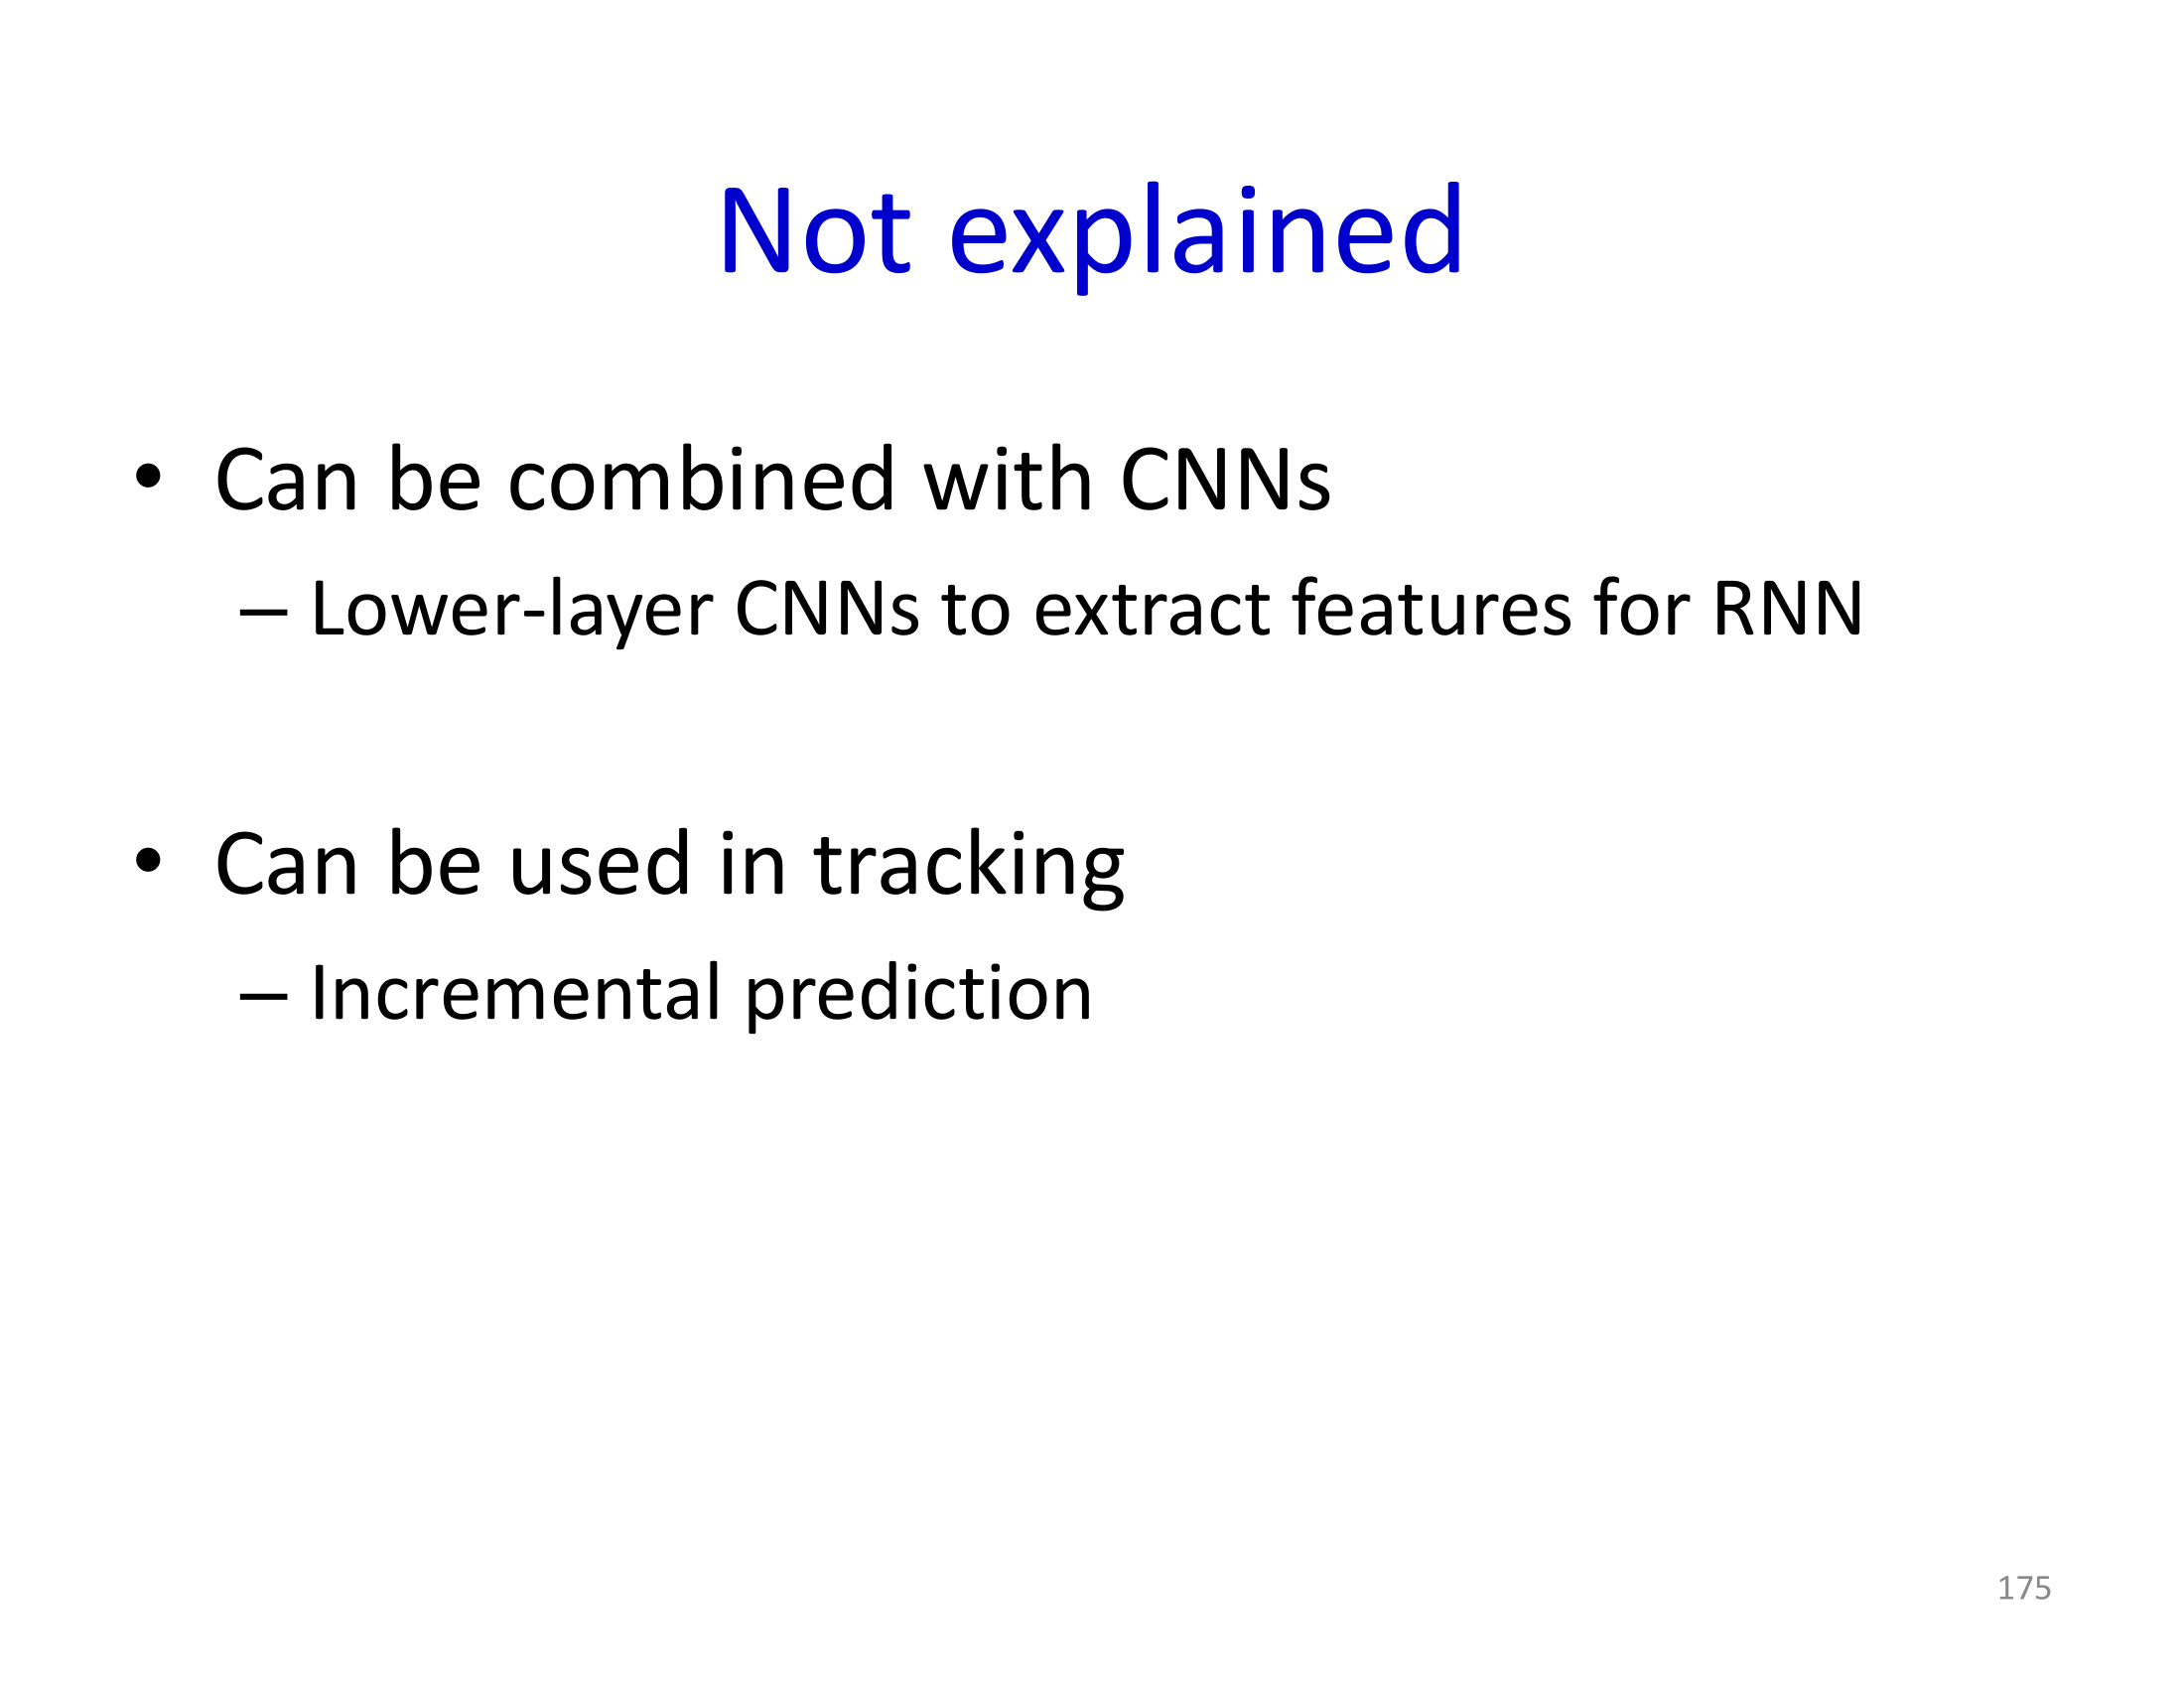 Not explained
• Can be combined with CNNs
– Lower-layer CNNs to extract features for RNN
• Can be used in tracking
– Incremental prediction
175